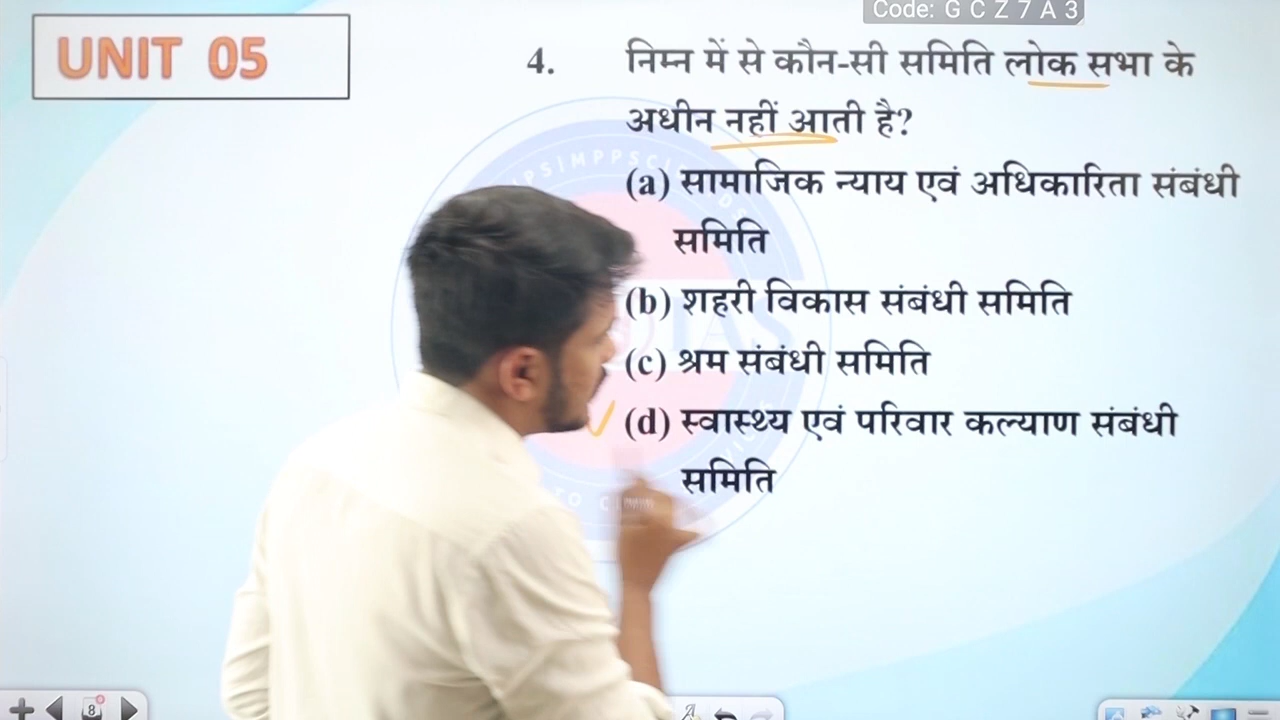 Code: G C Z 7 A 3
UNIT 05
4. निम्न में से कौन-सी समिति लोक सभा के
अधीन नहीं आती है?
(a) सामाजिक न्याय एवं अधिकारिता संबंधी
समिति
(b) शहरी विकास संबंधी समिति
(c) श्रम संबंधी समिति
(d) स्वास्थ्य एवं परिवार कल्याण संबंधी
समिति
8